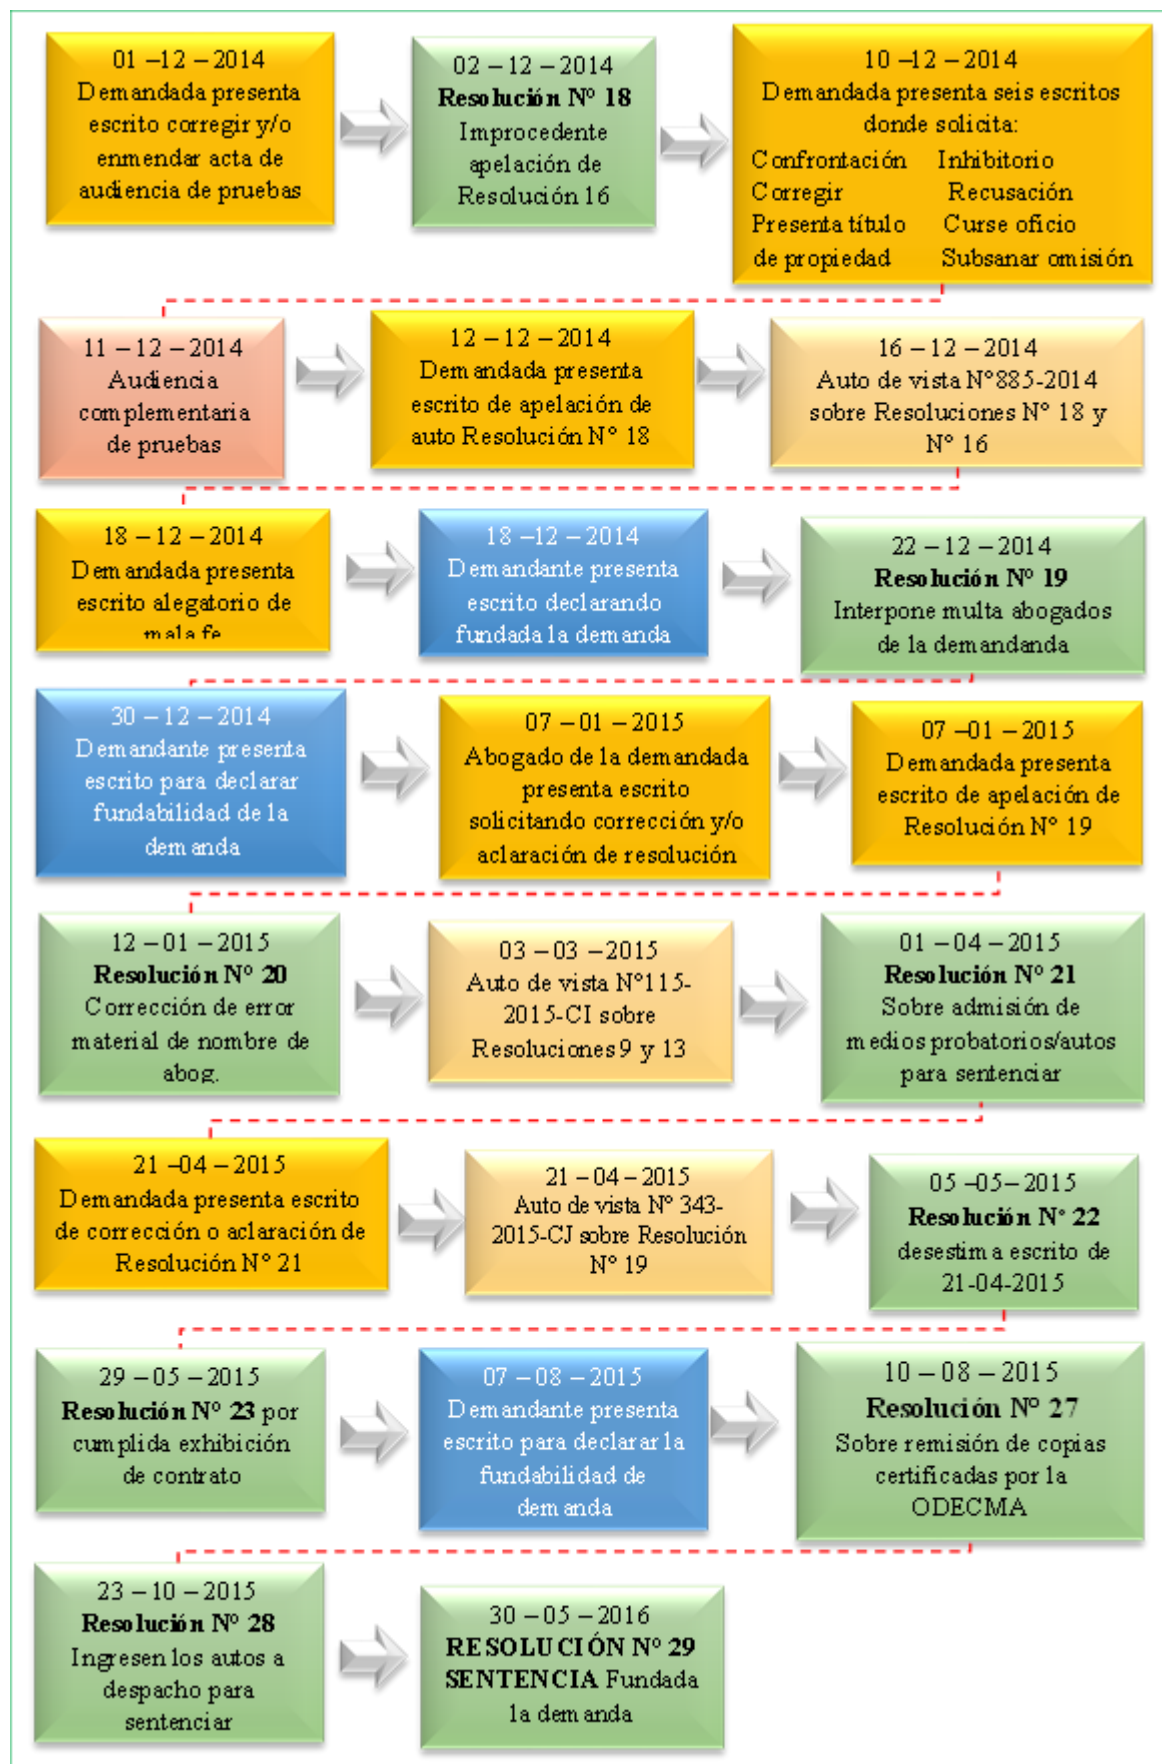 01 –12 – 2014
Demandada presenta
escrito corregir y/o
enmendar acta de
audiencia de pruebas
02 – 12 – 2014
Resolución Nº 18
Improcedente
apelación de
Resolución 16
10 –12 – 2014
Demandada presenta seis escritos
donde solicita:
Confrontación Inhibitorio
Corregir Recusación
Presenta título Curse oficio
de propiedad Subsanar omisión
11 – 12 – 2014
Audiencia
complementaria
de pruebas
12 – 12 – 2014
Demandada presenta
escrito de apelación de
auto Resolución N° 18
16 – 12 – 2014
Auto de vista N°885-2014
sobre Resoluciones N° 18 y
N° 16
18 – 12 – 2014
Demandada presenta
escrito alegatorio de
mala fe
18 – 12 – 2014
Demandante presenta
escrito declarando
fundada la demanda
22 – 12 – 2014
Resolución Nº 19
Interpone multa abogados
de la demandanda
30 – 12 – 2014
Demandante presenta
escrito para declarar
fundabilidad de la
demanda
07 – 01 – 2015
Abogado de la demandada
presenta escrito
solicitando corrección y/o
aclaración de resolución
07 –01 – 2015
Demandada presenta
escrito de apelación de
Resolución N° 19
12 – 01 – 2015
Resolución Nº 20
Corrección de error
material de nombre de
abog.
03 – 03 – 2015
Auto de vista N°115-
2015-CI sobre
Resoluciones 9 y 13
01 – 04 – 2015
Resolución Nº 21
Sobre admisión de
medios probatorios/autos
para sentenciar
21 –04 – 2015
Demandada presenta escrito
de corrección o aclaración de
Resolución N° 21
21 – 04 – 2015
Auto de vista N° 343-
2015-CJ sobre Resolución
N° 19
05 –05 – 2015
Resolución N° 22
desestima escrito de
21-04-2015
29 – 05 – 2015
Resolución Nº 23 por
cumplida exhibición
de contrato
07 – 08 – 2015
Demandante presenta
escrito para declarar la
fundabilidad de
demanda
10 – 08 – 2015
Resolución Nº 27
Sobre remisión de copias
certificadas por la
ODECMA
23 – 10 – 2015
Resolución Nº 28
Ingresen los autos a
despacho para
sentenciar
30 – 05 – 2016
RESOLUCIÓN Nº 29
SENTENCIA Fundada
la demanda